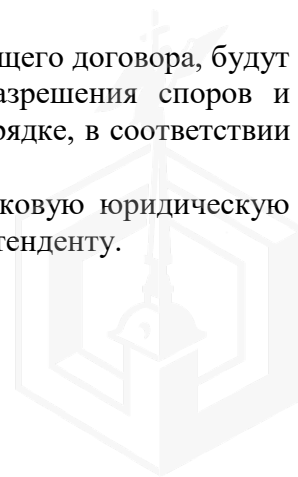 щего договора, будут
азрешения споров и
рядке, в соответствии
ковую юридическую
тенденту.